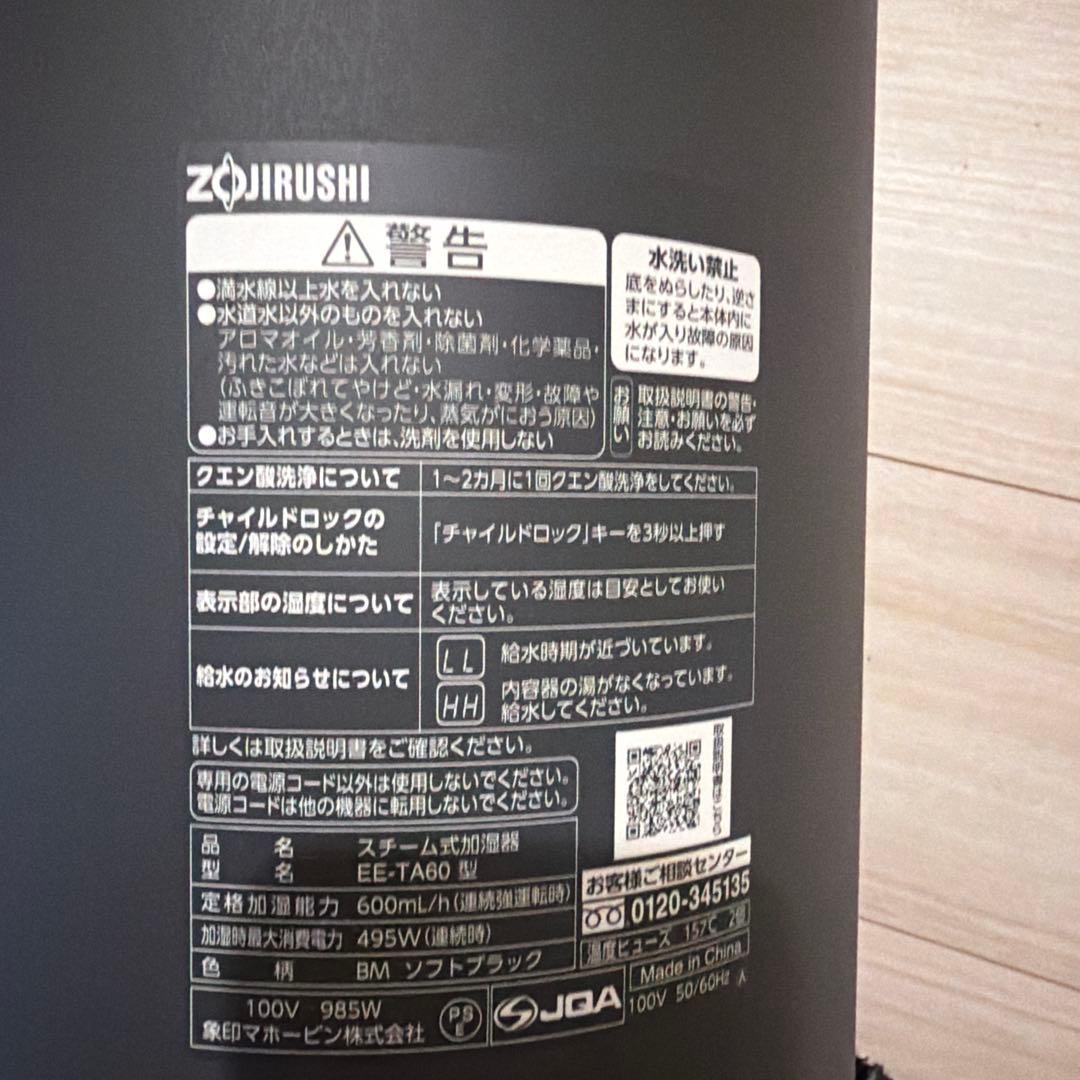 ZOJIRUSHI
警告
●満水線以上水を入れない
●水道水以外のものを入れない
アロマオイル・芳香剤・除菌剤・化学薬品・
汚れた水などは入れない
(ふきこぼれてやけど・水漏れ・変形・故障や
運転音が大きくなったり、蒸気がにおう原因)
●お手入れするときは、洗剤を使用しない
水洗い禁止
底をぬらしたり、逆さ
まにすると本体内に
水が入り故障の原因
になります。
お願い
取扱説明書の警告・
注意・お願いを必ず
お読みください。
クエン酸洗浄について
1～2カ月に1回クエン酸洗浄をしてください。
チャイルドロックの
設定/解除のしかた
「チャイルドロック」キーを3秒以上押す
表示部の湿度について
表示している湿度は目安としてお使い
ください。
給水のお知らせについて
LL 給水時期が近づいています。
HH 内容器の湯がなくなっています。
給水してください。
詳しくは取扱説明書をご確認ください。
専用の電源コード以外は使用しないでください。
電源コードは他の機器に転用しないでください。
取扱説明書はこちら
品名 スチーム式加湿器
型名 EE-TA60 型
定格加湿能力 600mL/h(連続強運転時)
加湿時最大消費電力 495W(連続時)
色柄 BM ソフトブラック
100V 985W
象印マホービン株式会社
PS
E
JQA
お客様ご相談センター
0120-345135
温度ヒューズ 157℃ 2個
Made in China
100V 50/60Hz 人